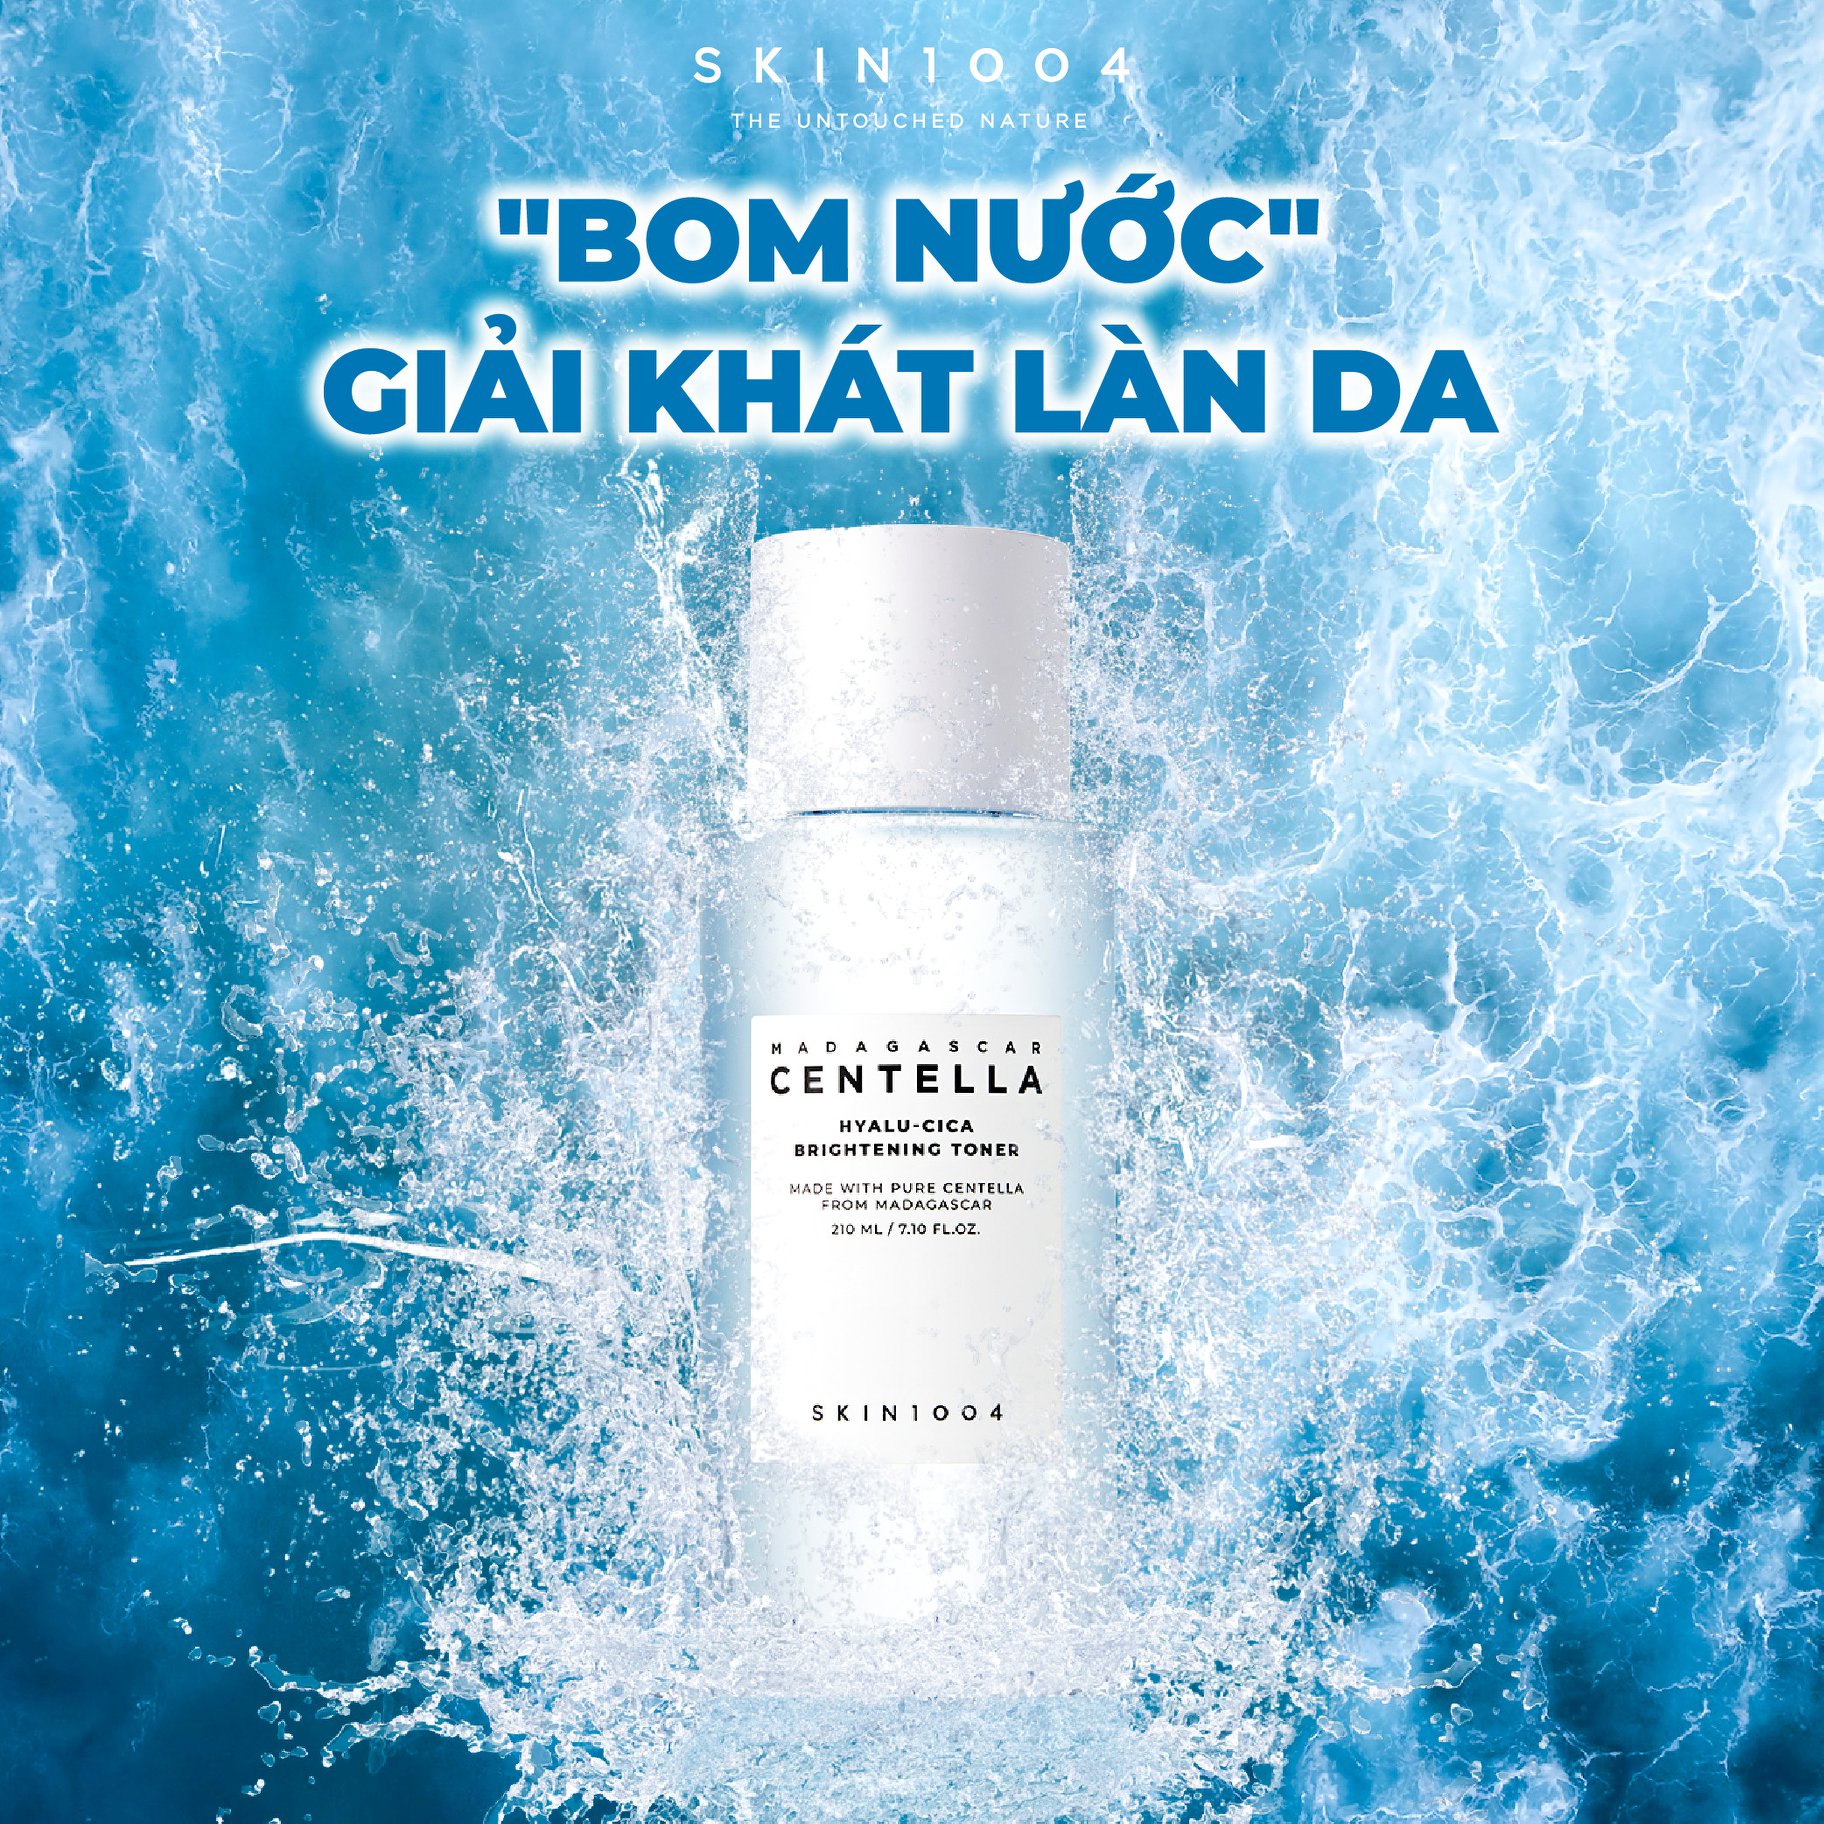 SKIN1004
THE UNTOUCHED NATURE
"BOM NƯỚC"
GIẢI KHÁT LÀN DA
MADAGASCAR
CENTELLA
HYALU-CICA
BRIGHTENING TONER
MADE WITH PURE CENTELLA
FROM MADAGASCAR
210 ML / 7.10 FL.OZ.
SKIN1004